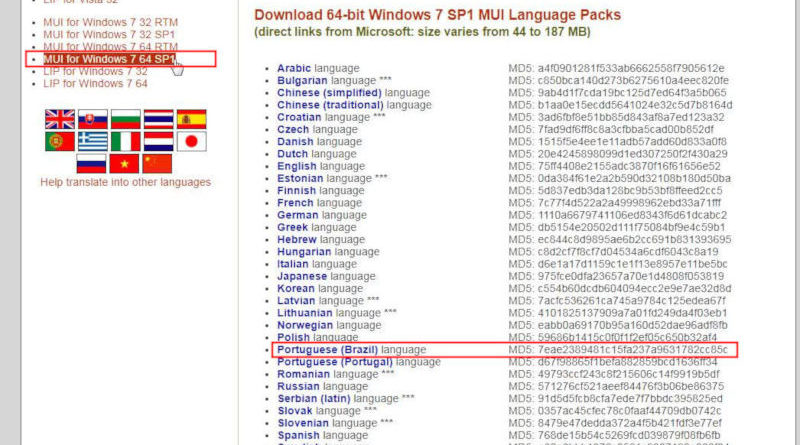 LIP for Vista 32
MUI for Windows 7 32 RTM
MUI for Windows 7 32 SP1
MUI for Windows 7 64 RTM
MUI for Windows 7 64 SP1
LIP for Windows 7 32
LIP for Windows 7 64
Help translate into other languages
Download 64-bit Windows 7 SP1 MUI Language Packs
(direct links from Microsoft: size varies from 44 to 187 MB)
Arabic language MD5: a4f0901281f533ab6662558f7905612e
Bulgarian language *** MD5: c850bca140d273b6275610a4eec820fe
Chinese (simplified) language MD5: 9ab4d1f7cda19bc125d7ed64f3a5b065
Chinese (traditional) language MD5: b1aa0e15ecdd5641024e32c5d7b8164d
Croatian language *** MD5: 3ad6fbf8e51bb85d843af8a7ed123a32
Czech language MD5: 7fad9df6ff8c8a3cfbba5cad00b852df
Danish language MD5: 1515f5e4ee1e11adb57add60d833a0f8
Dutch language MD5: 20e4245898099d1ed307250f2f430a29
English language MD5: 75ff4408e2155adc3870f16f61656e52
Estonian language *** MD5: 0da384f61e2a2b590d32108b180d50ba
Finnish language MD5: 5d837edb3da128bc9b53bf8ffeed2cc5
French language MD5: 7c77f4d522a2a49998962ebd33a71fff
German language MD5: 1110a6679741106ed8343f6d61dcabc2
Greek language MD5: db5154e20502d111f75084bf9e4c59b1
Hebrew language MD5: ec844c8d9895ae6b2cc691b831393695
Hungarian language MD5: c8d2cf7f8cf7d04534a6cdf6043c8a19
Italian language MD5: d6e1a17d1159c1e1f13e8957e11be5bc
Japanese language MD5: 975fce0dfa23657a70e1d4808f053819
Korean language MD5: c554b60dcdb604094ecc2e9e7ae32d8d
Latvian language *** MD5: 7acfc536261ca745a9784c125edea67f
Lithuanian language *** MD5: 4101825137909a7a01fd249da4f03eb1
Norwegian language MD5: eabb0a69170b95a160d52dae96adf8fb
Polish language MD5: 59686b1415c0f0f1f2ef05c650b32af4
Portuguese (Brazil) language MD5: 7eae2389481c15fa237a9631782cc85c
Portuguese (Portugal) language MD5: d67f98865f1befa882859bcd1636ff34
Romanian language *** MD5: 49793ccf243c8f215606c14f9919b5df
Russian language MD5: 571276cf521aeef84476f3b06be86375
Serbian (latin) language *** MD5: 91d5d5fcb8cfa7ede7f7bbdc395825ed
Slovak language *** MD5: 0357ac45cfec78c0faaf44709db0742c
Slovenian language *** MD5: 8479e47dedda372a4f5b421fdf3e77ef
Spanish language MD5: 768de15b54c5269fcd039879f08bf6bf